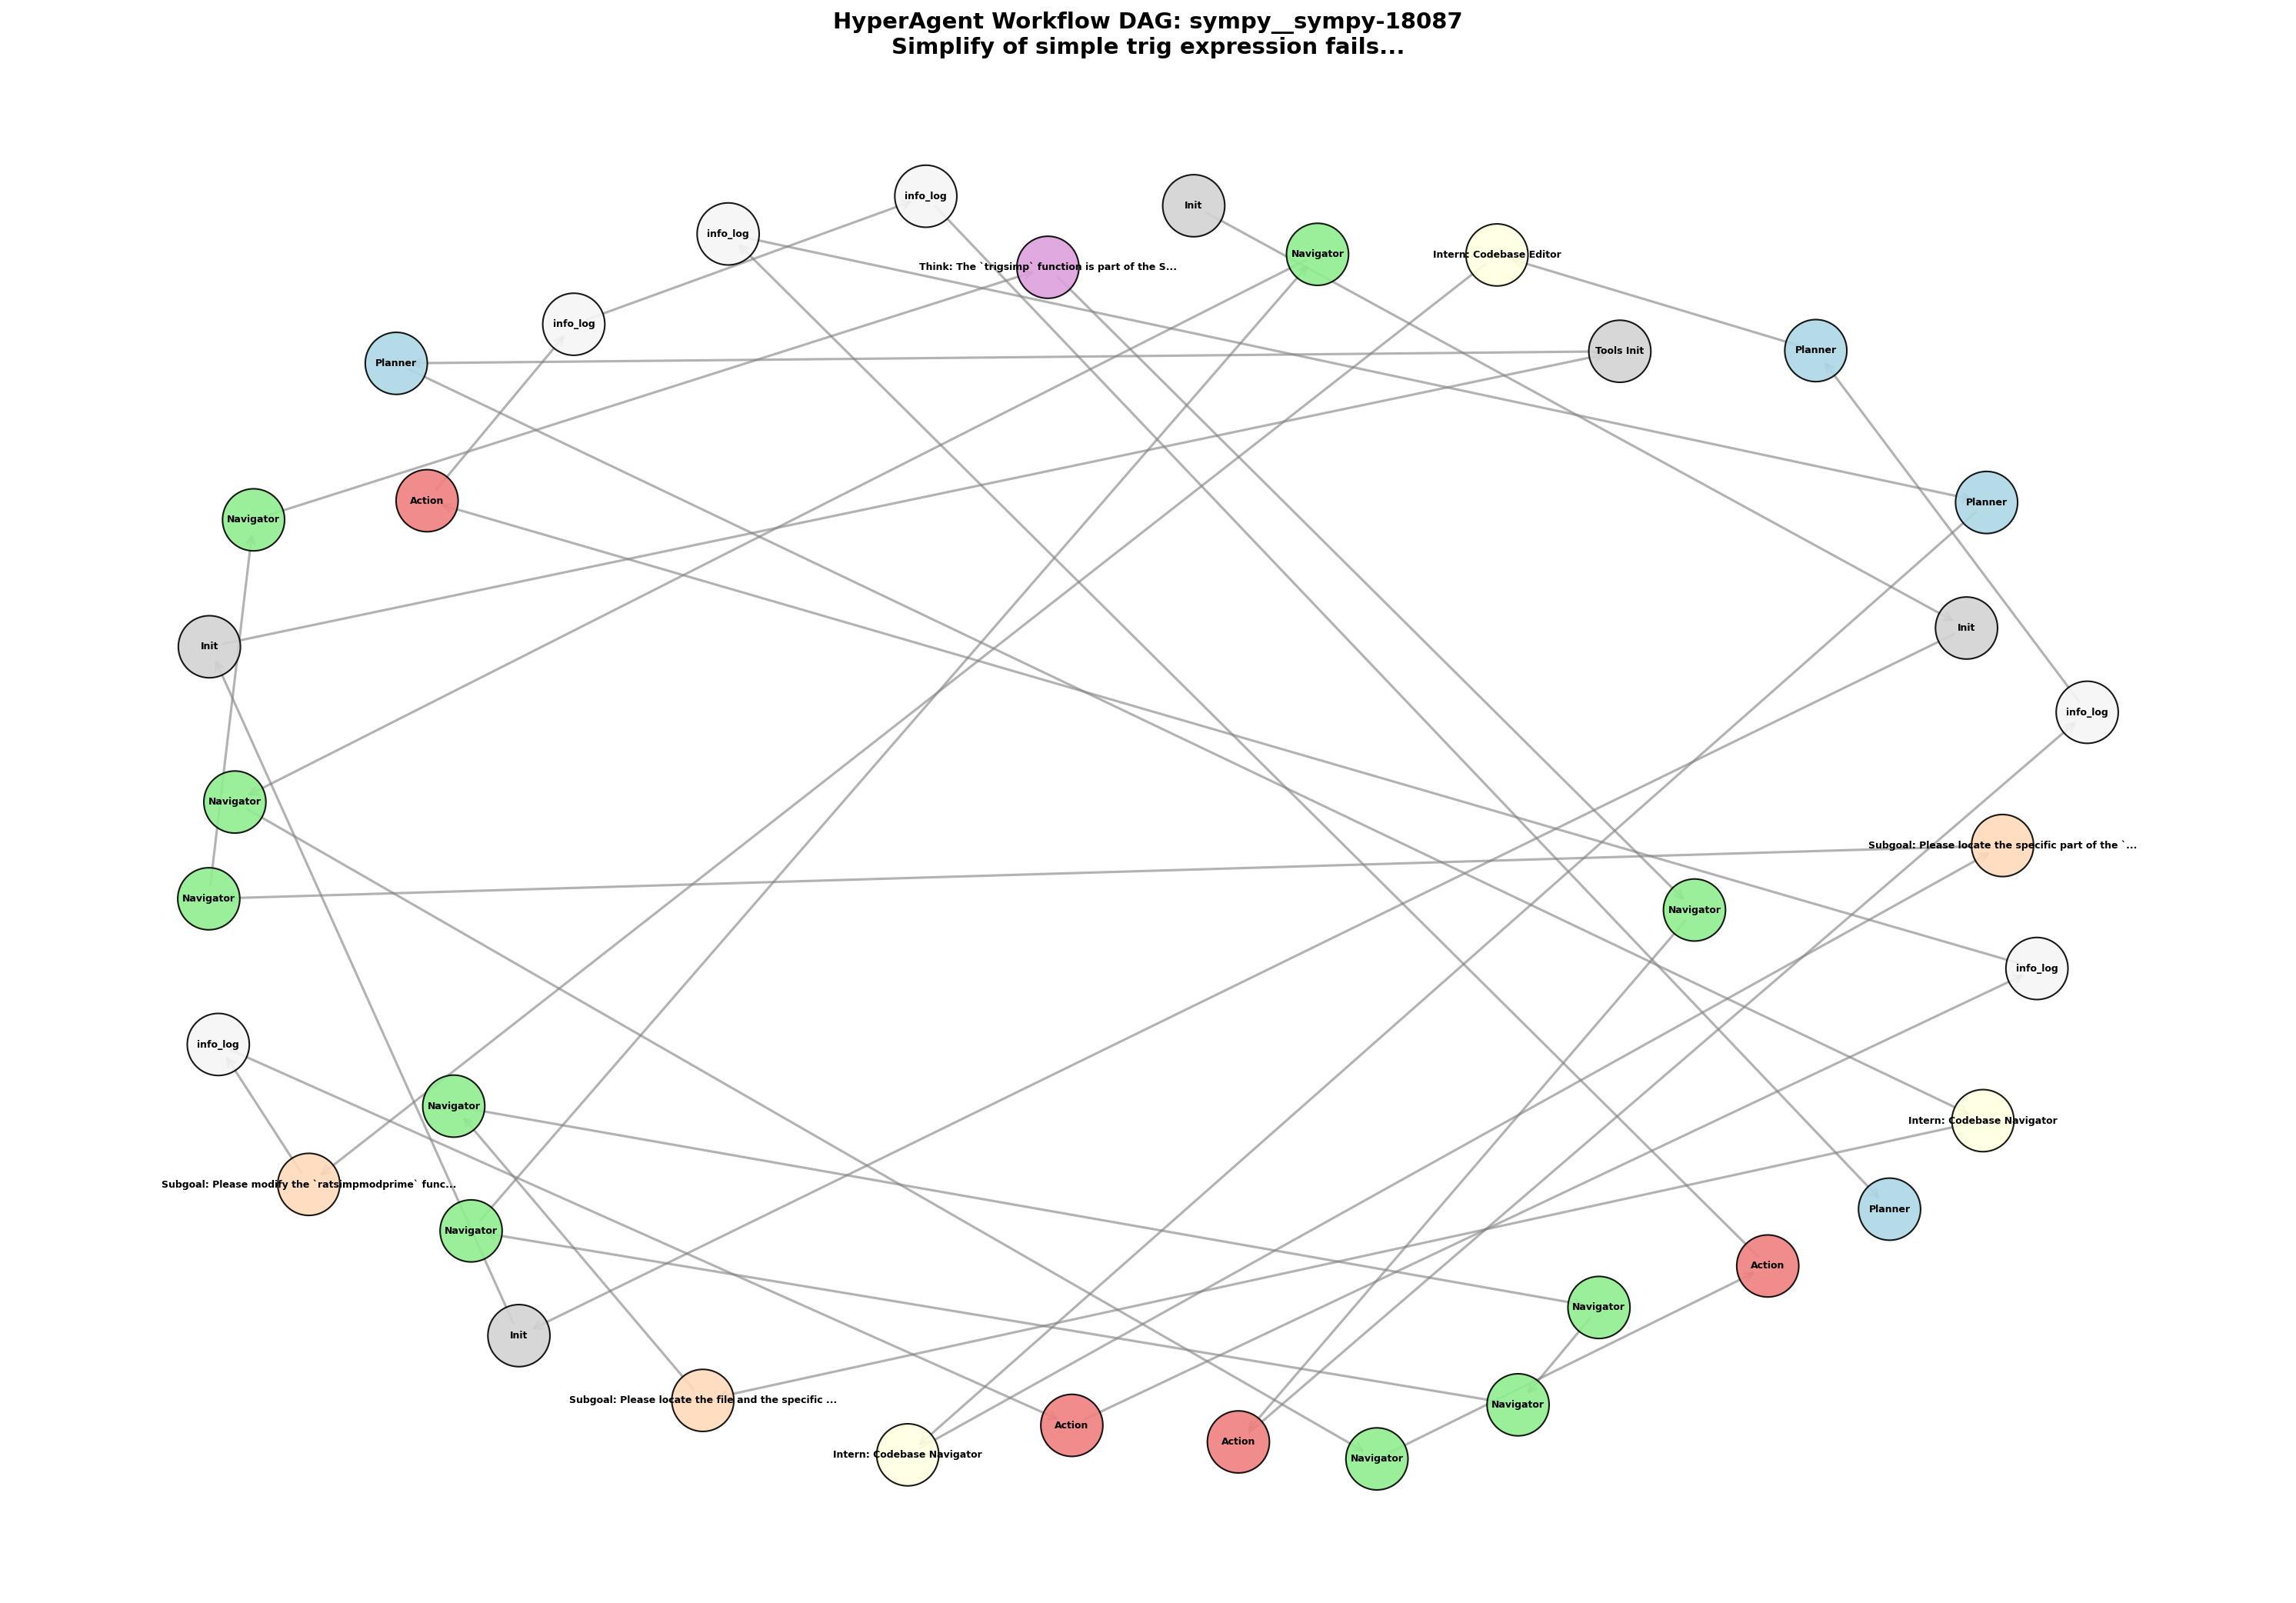 HyperAgent Workflow DAG: sympy__sympy-18087
Simplify of simple trig expression fails...
info_log
Init
info_log
Navigator
Intern: Codebase Editor
Think: The `trigsimp` function is part of the S...
info_log
Planner
Tools Init
Planner
Action
Planner
Navigator
Init
Init
info_log
Navigator
Subgoal: Please locate the specific part of the `...
Navigator
Navigator
info_log
info_log
Navigator
Intern: Codebase Navigator
Subgoal: Please modify the `ratsimpmodprime` func...
Planner
Navigator
Action
Navigator
Init
Subgoal: Please locate the file and the specific ...
Navigator
Action
Action
Intern: Codebase Navigator
Navigator